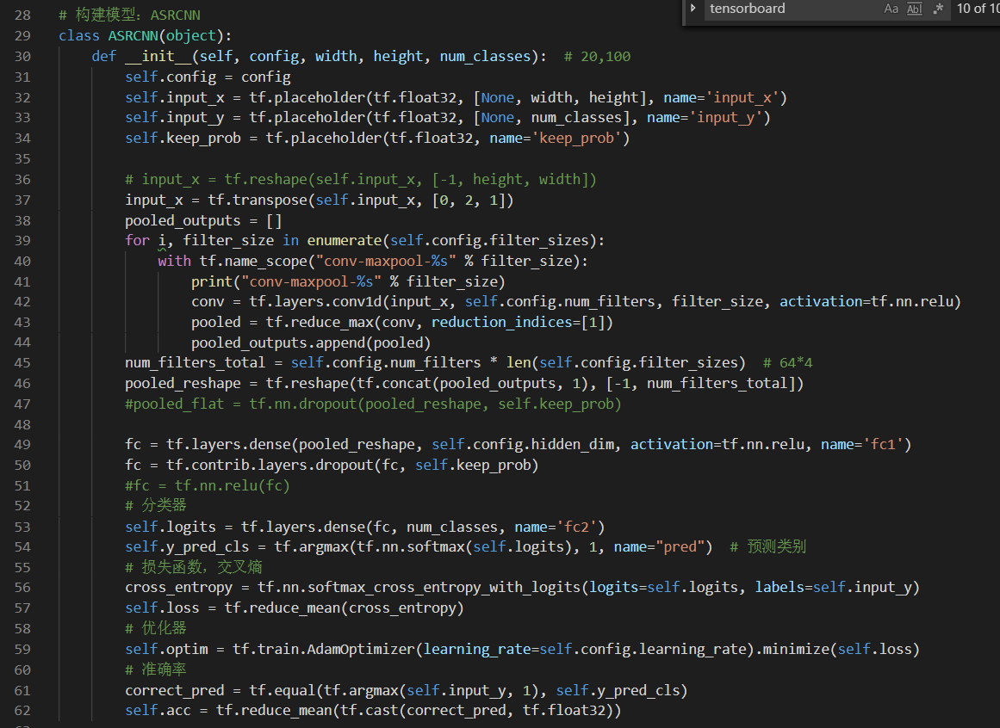 tensorboard Aa Abl .* 10 of 10
28 # 构建模型：ASRCNN
29 class ASRCNN(object):
30     def __init__(self, config, width, height, num_classes):  # 20,100
31         self.config = config
32         self.input_x = tf.placeholder(tf.float32, [None, width, height], name='input_x')
33         self.input_y = tf.placeholder(tf.float32, [None, num_classes], name='input_y')
34         self.keep_prob = tf.placeholder(tf.float32, name='keep_prob')
35
36         # input_x = tf.reshape(self.input_x, [-1, height, width])
37         input_x = tf.transpose(self.input_x, [0, 2, 1])
38         pooled_outputs = []
39         for i, filter_size in enumerate(self.config.filter_sizes):
40             with tf.name_scope("conv-maxpool-%s" % filter_size):
41                 print("conv-maxpool-%s" % filter_size)
42                 conv = tf.layers.conv1d(input_x, self.config.num_filters, filter_size, activation=tf.nn.relu)
43                 pooled = tf.reduce_max(conv, reduction_indices=[1])
44                 pooled_outputs.append(pooled)
45         num_filters_total = self.config.num_filters * len(self.config.filter_sizes)  # 64*4
46         pooled_reshape = tf.reshape(tf.concat(pooled_outputs, 1), [-1, num_filters_total])
47         #pooled_flat = tf.nn.dropout(pooled_reshape, self.keep_prob)
48
49         fc = tf.layers.dense(pooled_reshape, self.config.hidden_dim, activation=tf.nn.relu, name='fc1')
50         fc = tf.contrib.layers.dropout(fc, self.keep_prob)
51         #fc = tf.nn.relu(fc)
52         # 分类器
53         self.logits = tf.layers.dense(fc, num_classes, name='fc2')
54         self.y_pred_cls = tf.argmax(tf.nn.softmax(self.logits), 1, name="pred")  # 预测类别
55         # 损失函数，交叉熵
56         cross_entropy = tf.nn.softmax_cross_entropy_with_logits(logits=self.logits, labels=self.input_y)
57         self.loss = tf.reduce_mean(cross_entropy)
58         # 优化器
59         self.optim = tf.train.AdamOptimizer(learning_rate=self.config.learning_rate).minimize(self.loss)
60         # 准确率
61         correct_pred = tf.equal(tf.argmax(self.input_y, 1), self.y_pred_cls)
62         self.acc = tf.reduce_mean(tf.cast(correct_pred, tf.float32))